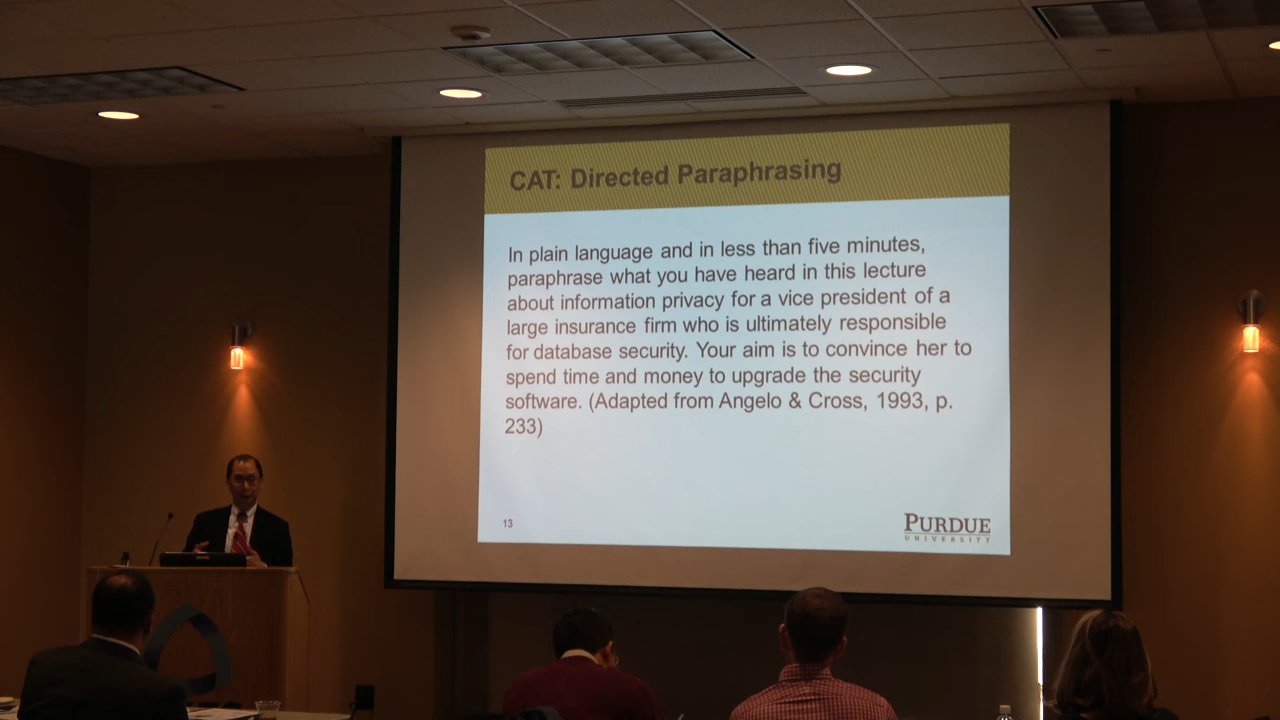 CAT: Directed Paraphrasing
In plain language and in less than five minutes,
paraphrase what you have heard in this lecture
about information privacy for a vice president of a
large insurance firm who is ultimately responsible
for database security. Your aim is to convince her to
spend time and money to upgrade the security
software. (Adapted from Angelo & Cross, 1993, p.
233)
13
PURDUE
UNIVERSITY